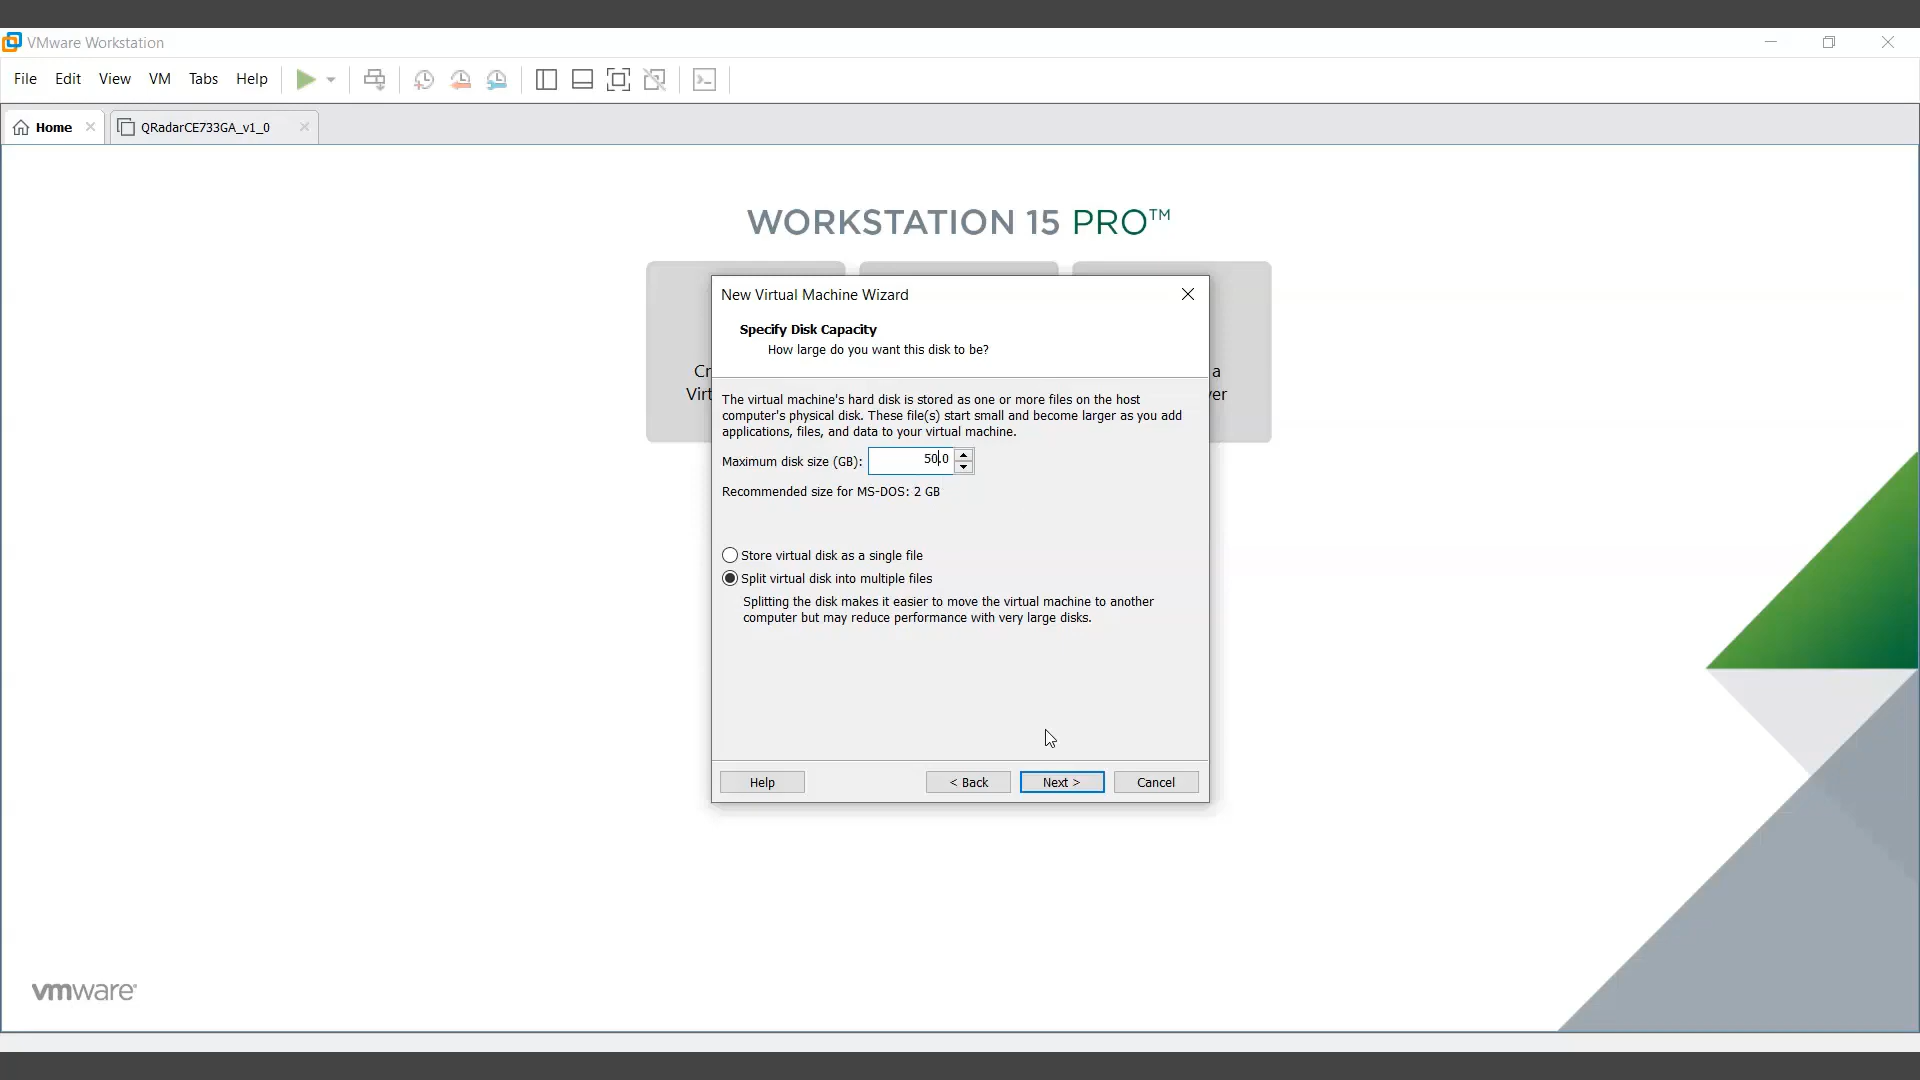 VMware Workstation
File Edit View VM Tabs Help
Home QRadarCE733GA_v1_0
WORKSTATION 15 PRO™
New Virtual Machine Wizard
Specify Disk Capacity
How large do you want this disk to be?
Cr a
Virt ver
The virtual machine's hard disk is stored as one or more files on the host
computer's physical disk. These file(s) start small and become larger as you add
applications, files, and data to your virtual machine.
Maximum disk size (GB): 50.0
Recommended size for MS-DOS: 2 GB
Store virtual disk as a single file
Split virtual disk into multiple files
Splitting the disk makes it easier to move the virtual machine to another
computer but may reduce performance with very large disks.
Help < Back Next > Cancel
vmware